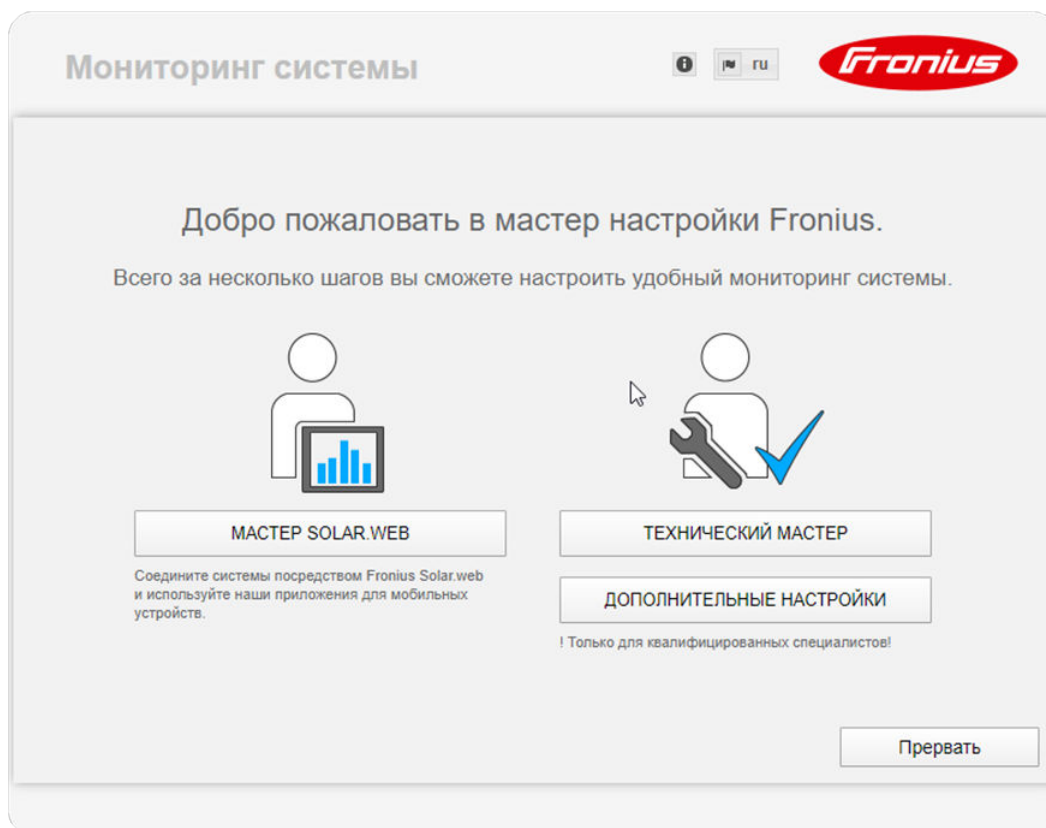 Мониторинг системы
ru
Fronius
Добро пожаловать в мастер настройки Fronius.
Всего за несколько шагов вы сможете настроить удобный мониторинг системы.
МАСТЕР SOLAR.WEB
Соедините системы посредством Fronius Solar.web
и используйте наши приложения для мобильных
устройств.
ТЕХНИЧЕСКИЙ МАСТЕР
ДОПОЛНИТЕЛЬНЫЕ НАСТРОЙКИ
! Только для квалифицированных специалистов!
Прервать